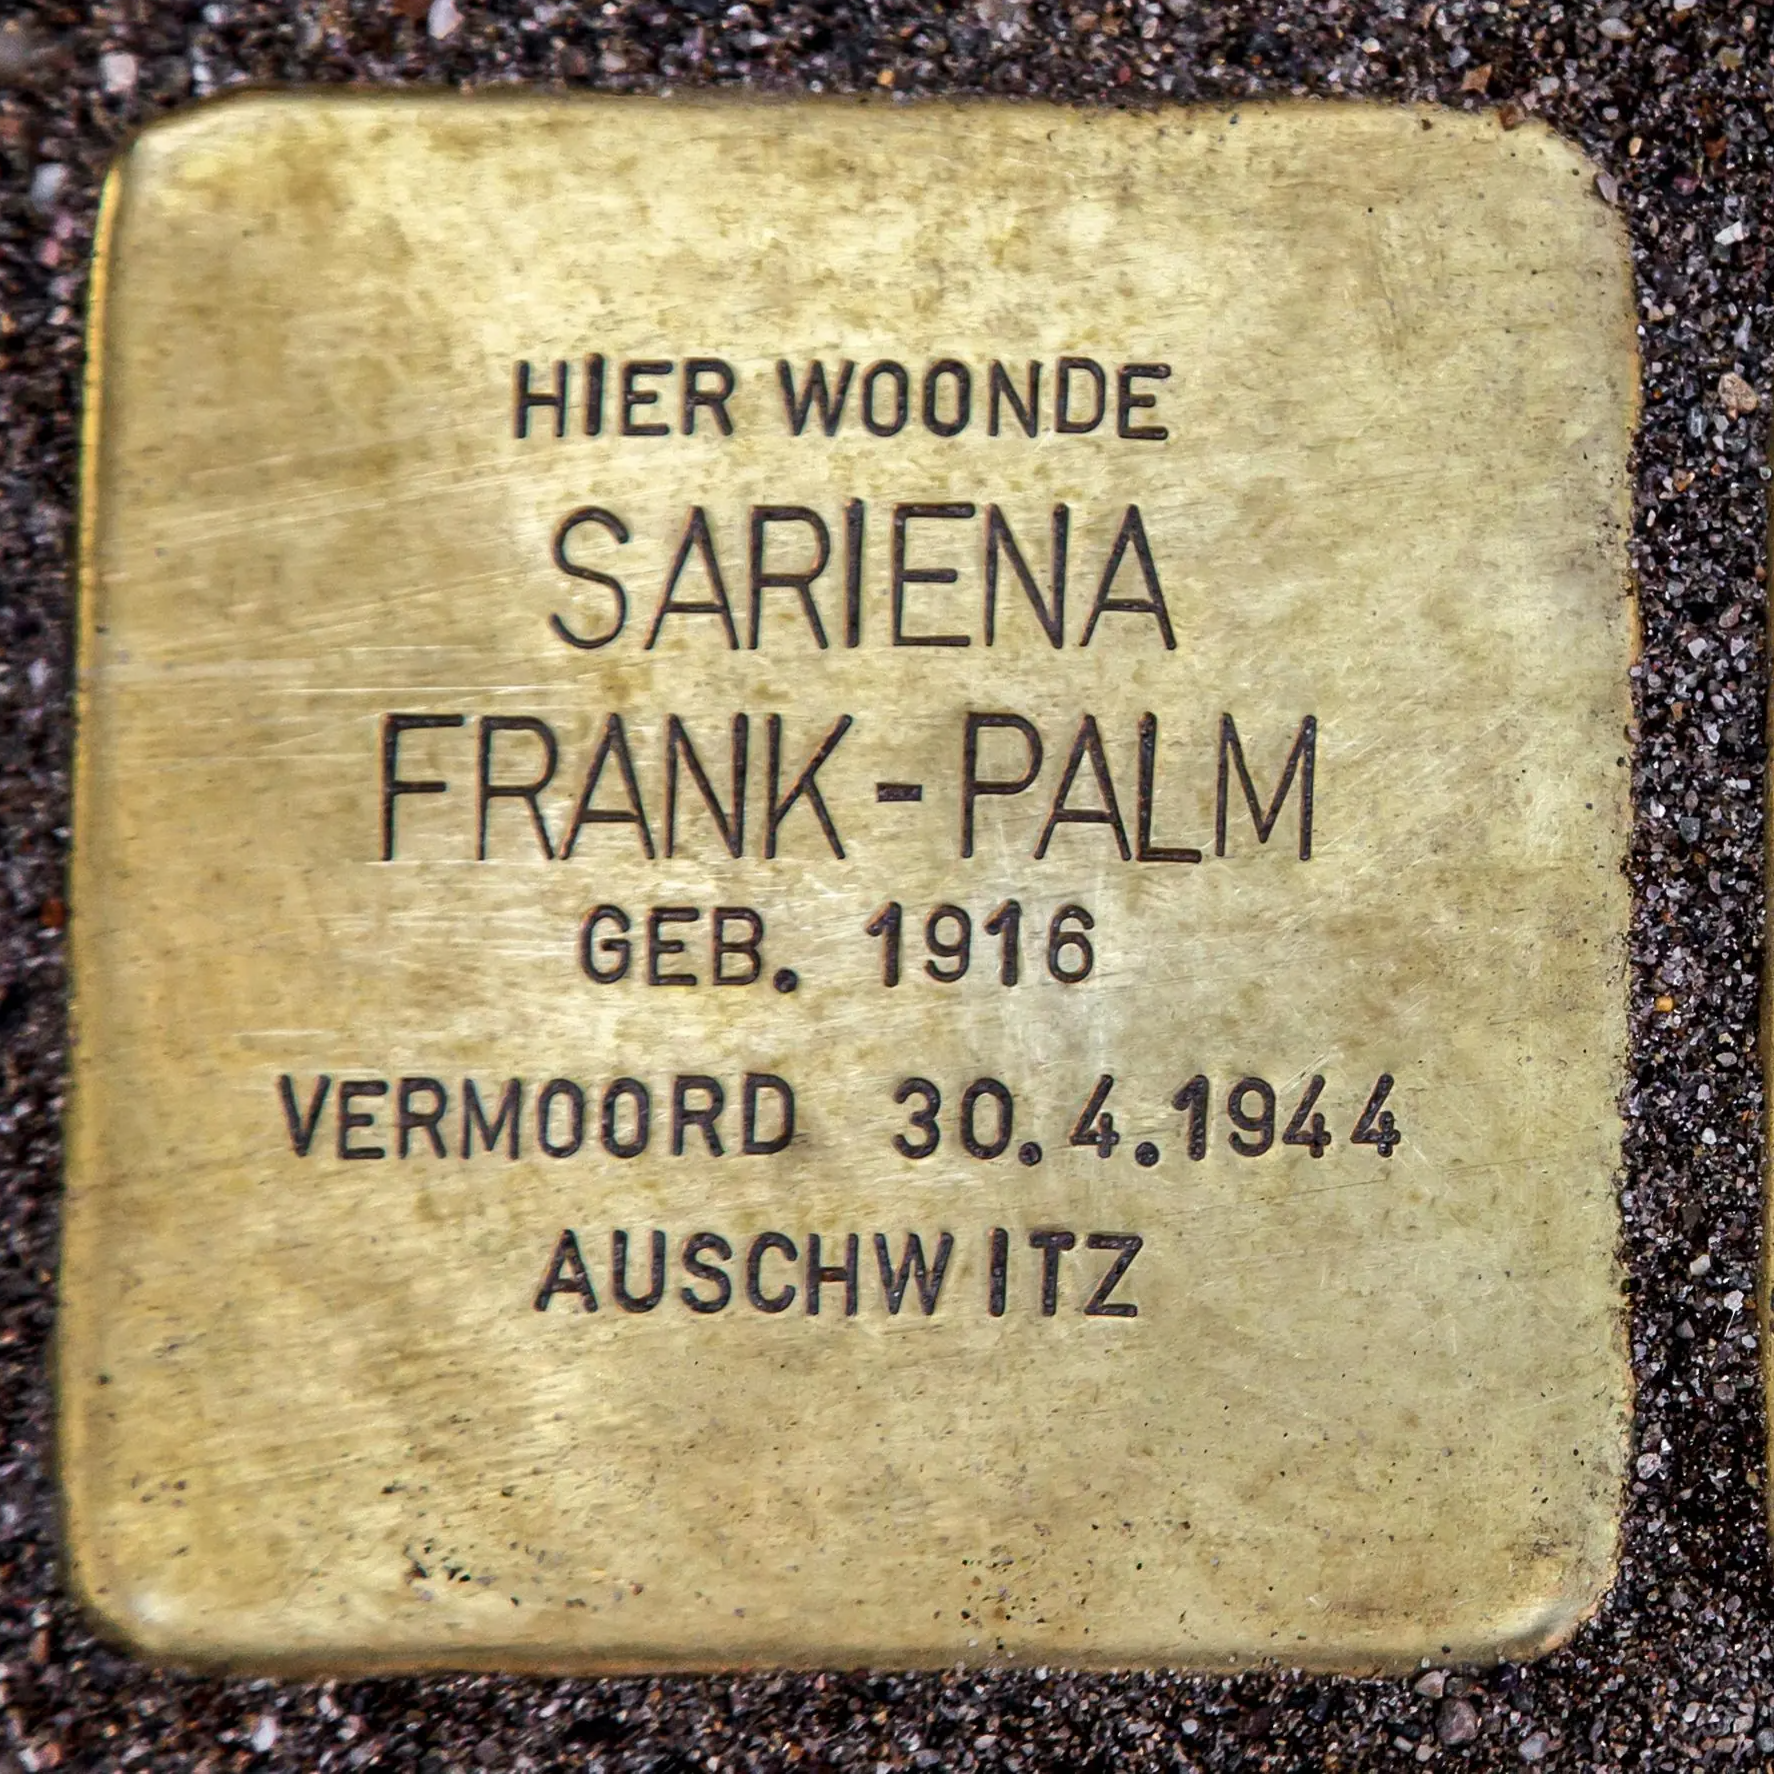 HIER WOONDE
SARIENA
FRANK-PALM
GEB. 1916
VERMOORD 30.4.1944
AUSCHWITZ